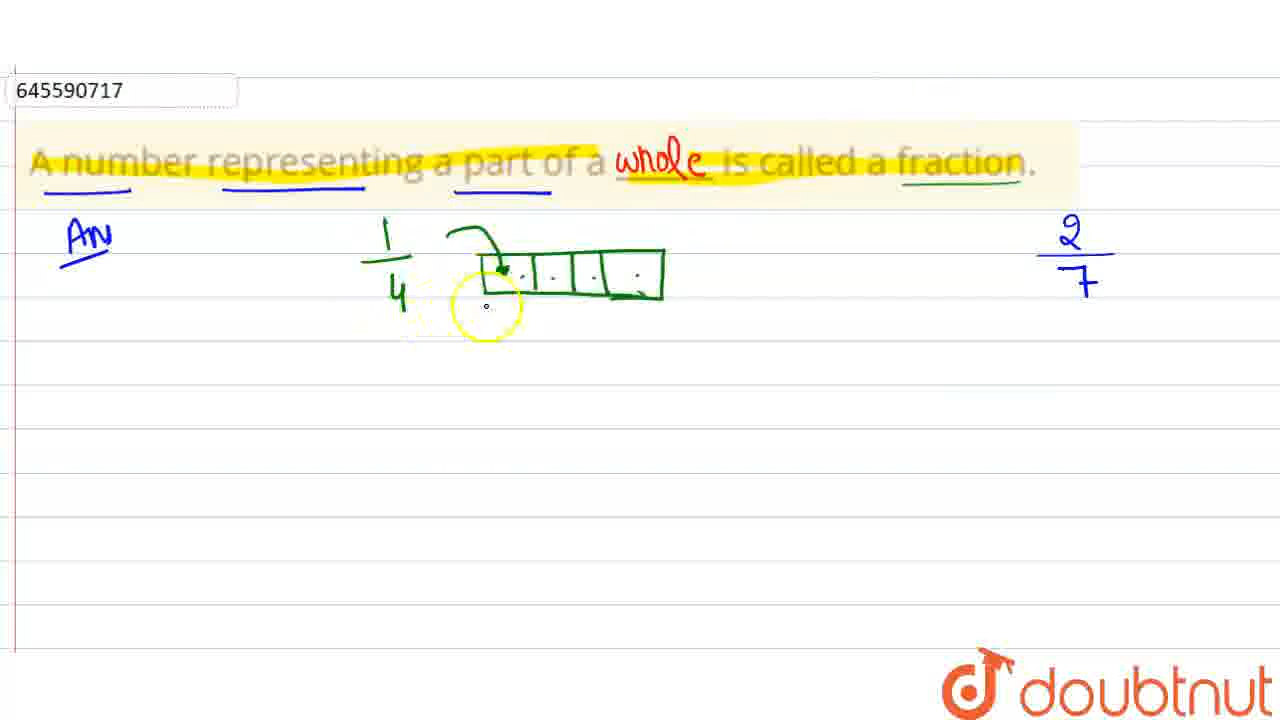 645590717
A number representing a part of a whole is called a fraction.
An
1
4
2
7
doubtnut